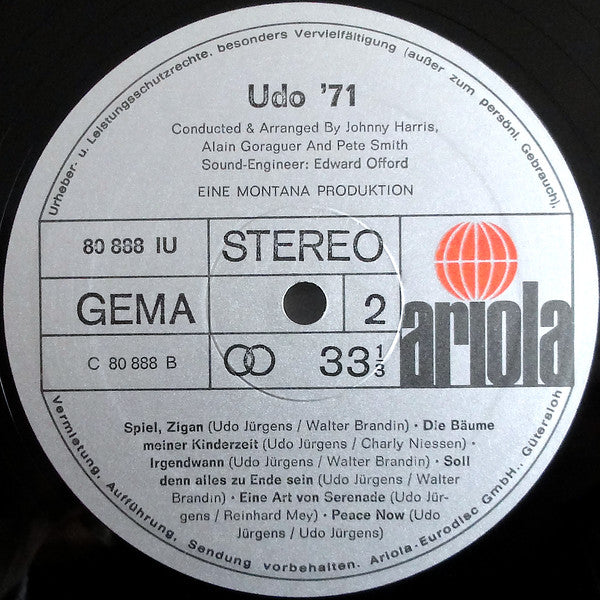 Urheber- u. Leistungsschutzrechte, besonders Vervielfältigung (außer zum persönl. Gebrauch),
Udo '71
Conducted & Arranged By Johnny Harris,
Alain Goraguer And Pete Smith
Sound-Engineer: Edward Offord
EINE MONTANA PRODUKTION
80 888 IU
STEREO
GEMA
2
ariola
C 80 888 B
33 1/3
Spiel, Zigan (Udo Jürgens / Walter Brandin) · Die Bäume
meiner Kinderzeit (Udo Jürgens / Charly Niessen) ·
Irgendwann (Udo Jürgens / Walter Brandin) · Soll
denn alles zu Ende sein (Udo Jürgens / Walter
Brandin) · Eine Art von Serenade (Udo Jür-
gens / Reinhard Mey) · Peace Now (Udo
Jürgens / Udo Jürgens)
Vermietung, Aufführung, Sendung vorbehalten. Ariola-Eurodisc GmbH., Gütersloh